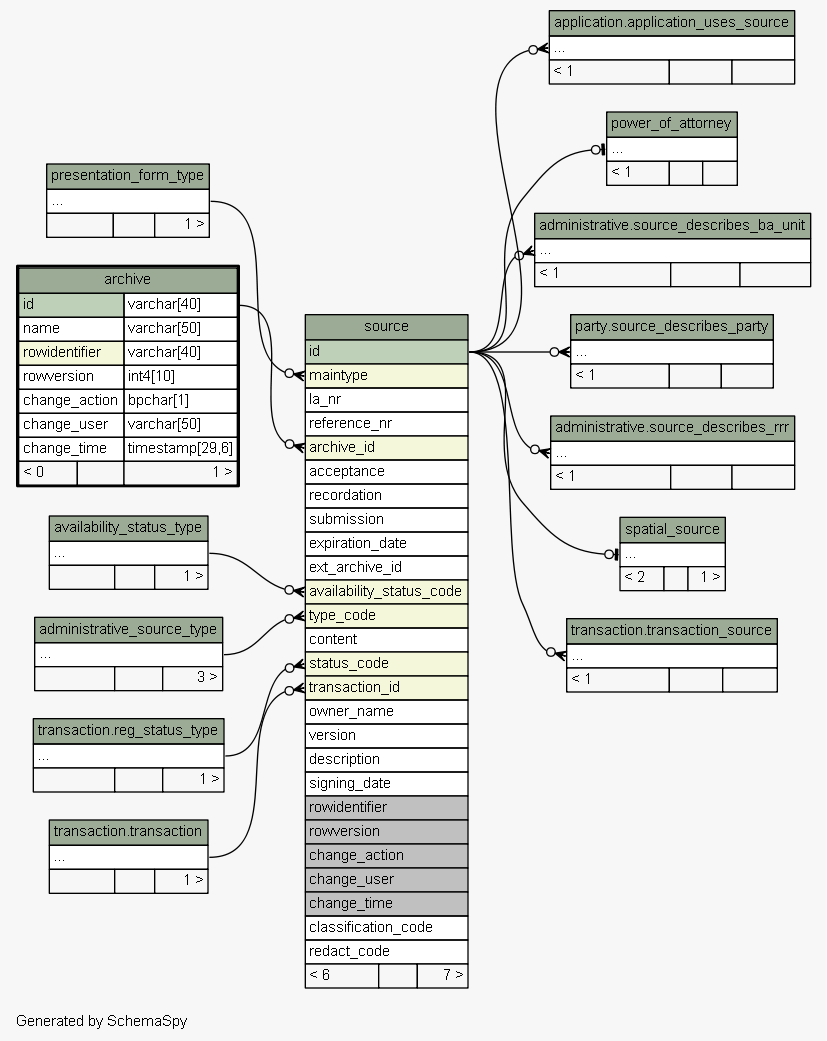 application.application_uses_source
...
< 1
power_of_attorney
...
< 1
presentation_form_type
...
1 >
administrative.source_describes_ba_unit
...
< 1
archive
id varchar[40]
name varchar[50]
rowidentifier varchar[40]
rowversion int4[10]
change_action bpchar[1]
change_user varchar[50]
change_time timestamp[29,6]
< 0 1 >
source
id
maintype
la_nr
reference_nr
archive_id
acceptance
recordation
submission
expiration_date
ext_archive_id
availability_status_code
type_code
content
status_code
transaction_id
owner_name
version
description
signing_date
rowidentifier
rowversion
change_action
change_user
change_time
classification_code
redact_code
< 6 7 >
party.source_describes_party
...
< 1
administrative.source_describes_rrr
...
< 1
availability_status_type
...
1 >
spatial_source
...
< 2 1 >
administrative_source_type
...
3 >
transaction.transaction_source
...
< 1
transaction.reg_status_type
...
1 >
transaction.transaction
...
1 >
Generated by SchemaSpy